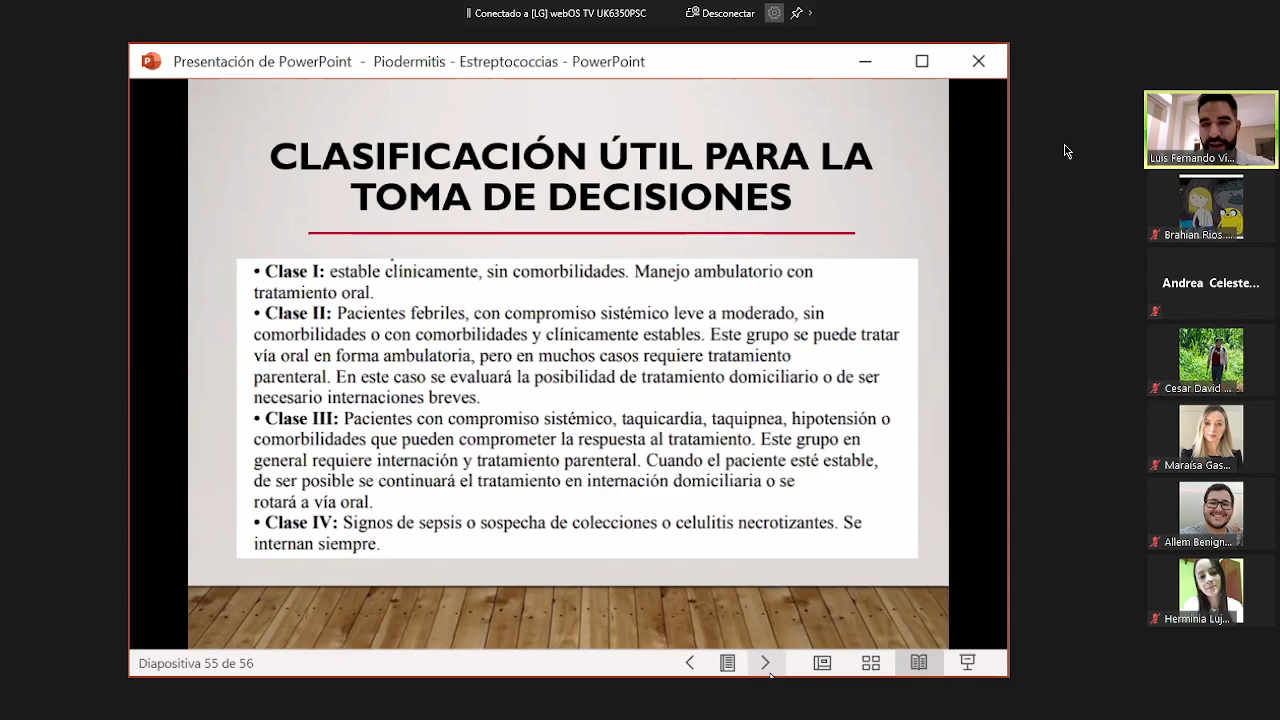 Conectado a [LG] webOS TV UK6350PSC
Desconectar
Presentación de PowerPoint - Piodermitis - Estreptococcias - PowerPoint
CLASIFICACIÓN ÚTIL PARA LA
TOMA DE DECISIONES
• Clase I: estable clínicamente, sin comorbilidades. Manejo ambulatorio con
tratamiento oral.
• Clase II: Pacientes febriles, con compromiso sistémico leve a moderado, sin
comorbilidades o con comorbilidades y clínicamente estables. Este grupo se puede tratar
vía oral en forma ambulatoria, pero en muchos casos requiere tratamiento
parenteral. En este caso se evaluará la posibilidad de tratamiento domiciliario o de ser
necesario internaciones breves.
• Clase III: Pacientes con compromiso sistémico, taquicardia, taquipnea, hipotensión o
comorbilidades que pueden comprometer la respuesta al tratamiento. Este grupo en
general requiere internación y tratamiento parenteral. Cuando el paciente esté estable,
de ser posible se continuará el tratamiento en internación domiciliaria o se
rotará a vía oral.
• Clase IV: Signos de sepsis o sospecha de colecciones o celulitis necrotizantes. Se
internan siempre.
Diapositiva 55 de 56
Luis Fernando Vi...
Brahian Rios ...
Andrea Celeste...
Cesar David ...
Maraísa Gas...
Allem Benign...
Herminia Luj...